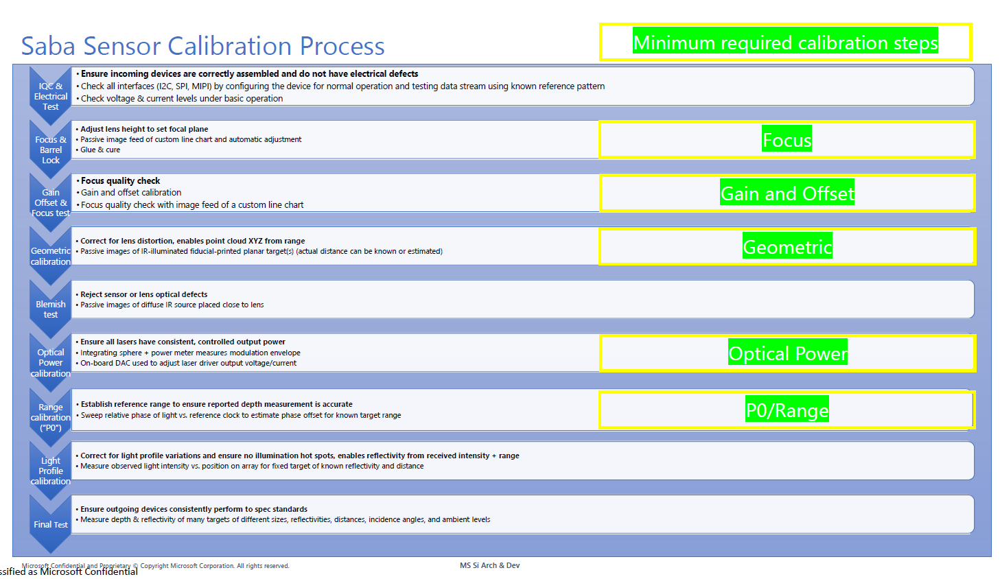 Saba Sensor Calibration Process
Minimum required calibration steps
IQC &
Electrical
Test
• Ensure incoming devices are correctly assembled and do not have electrical defects
• Check all interfaces (I2C, SPI, MIPI) by configuring the device for normal operation and testing data stream using known reference pattern
• Check voltage & current levels under basic operation
Focus &
Barrel
Lock
• Adjust lens height to set focal plane
• Passive image feed of custom line chart and automatic adjustment
• Glue & cure
Focus
Gain
Offset &
Focus test
• Focus quality check
• Gain and offset calibration
• Focus quality check with image feed of a custom line chart
Gain and Offset
Geometric
calibration
• Correct for lens distortion, enables point cloud XYZ from range
• Passive images of IR-illuminated fiducial-printed planar target(s) (actual distance can be known or estimated)
Geometric
Blemish
test
• Reject sensor or lens optical defects
• Passive images of diffuse IR source placed close to lens
Optical
Power
calibration
• Ensure all lasers have consistent, controlled output power
• Integrating sphere + power meter measures modulation envelope
• On-board DAC used to adjust laser driver output voltage/current
Optical Power
Range
calibration
("P0")
• Establish reference range to ensure reported depth measurement is accurate
• Sweep relative phase of light vs. reference clock to estimate phase offset for known target range
P0/Range
Light
Profile
calibration
• Correct for light profile variations and ensure no illumination hot spots, enables reflectivity from received intensity + range
• Measure observed light intensity vs. position on array for fixed target of known reflectivity and distance
Final Test
• Ensure outgoing devices consistently perform to spec standards
• Measure depth & reflectivity of many targets of different sizes, reflectivities, distances, incidence angles, and ambient levels
Microsoft Confidential and Proprietary © Copyright Microsoft Corporation. All rights reserved.
MS Si Arch & Dev
ssified as Microsoft Confidential